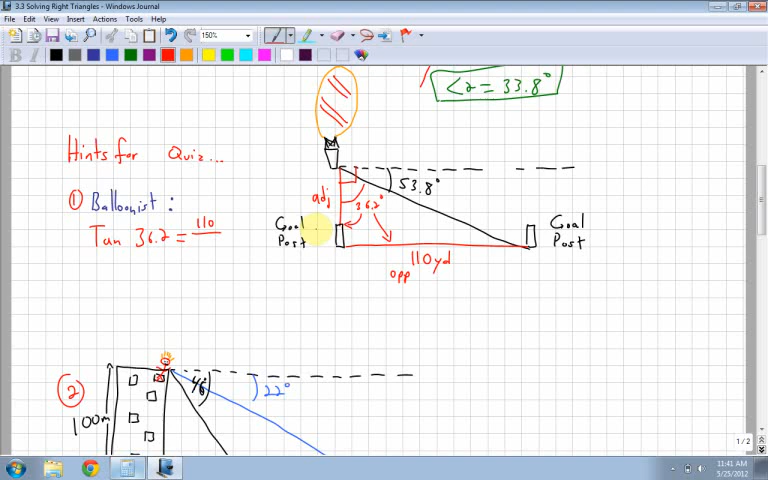 3.3 Solving Right Triangles - Windows Journal
File Edit View Insert Actions Tools Help
150%
B I
<2 = 33.8°
Hints for Quiz...
① Balloonist:
Tan 36.2 = 110
adj
36.2°
53.8°
Goal
Post
Goal
Post
110yd
opp
②
100m
46°
22°
1 / 2
11:41 AM
5/25/2012